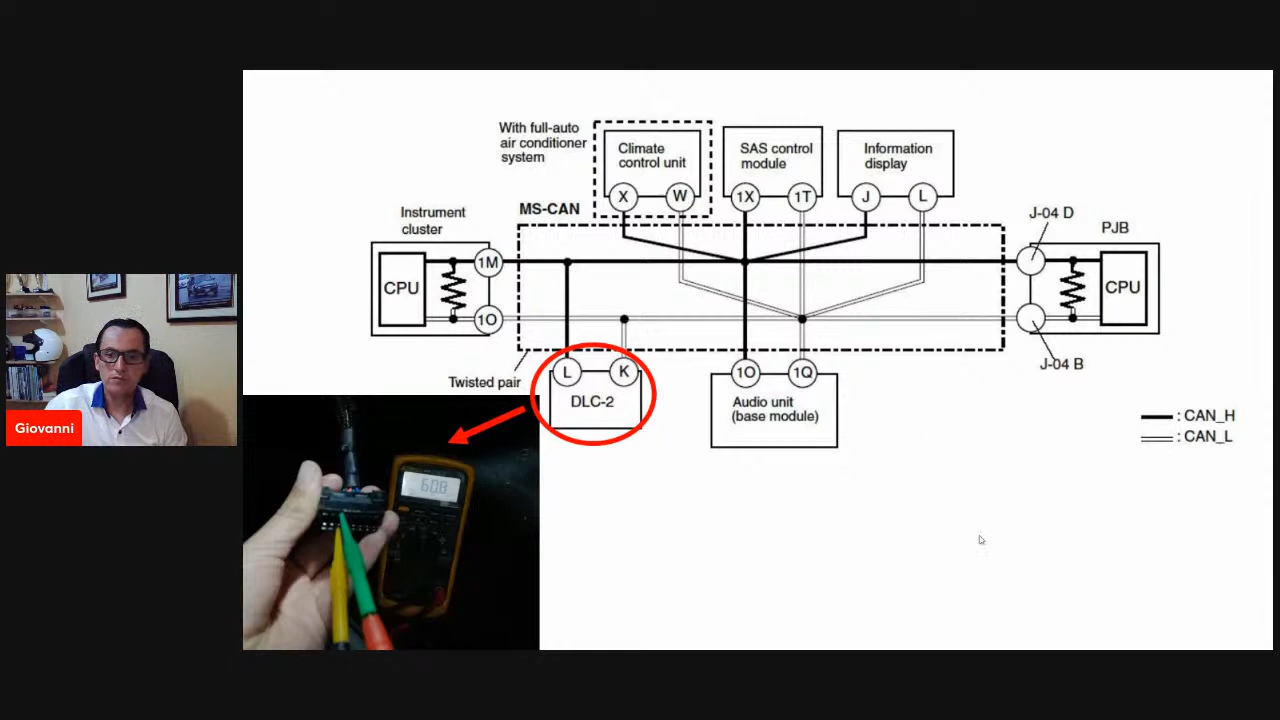 With full-auto
air conditioner
system
Climate
control unit
SAS control
module
Information
display
X
W
1X
1T
J
L
MS-CAN
J-04 D
PJB
Instrument
cluster
CPU
1M
1O
CPU
J-04 B
Twisted pair
L
K
DLC-2
1O
1Q
Audio unit
(base module)
: CAN_H
: CAN_L
Giovanni
60.8